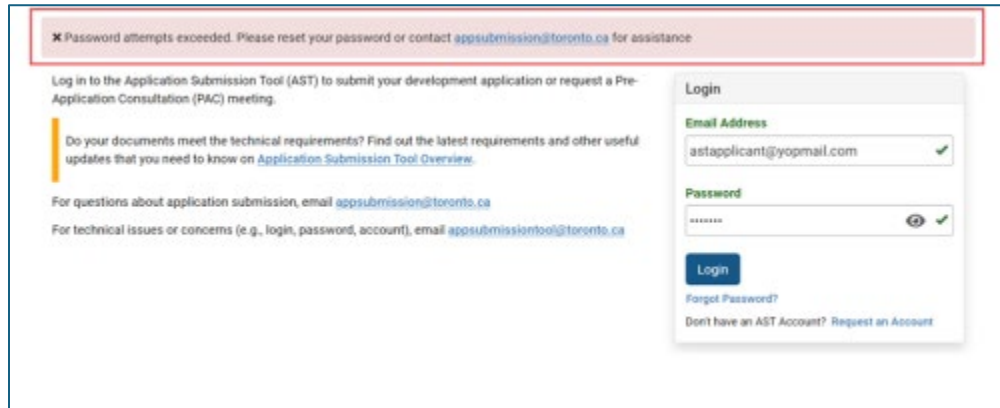 ✖ Password attempts exceeded. Please reset your password or contact appsubmission@toronto.ca for assistance
Log in to the Application Submission Tool (AST) to submit your development application or request a Pre-
Application Consultation (PAC) meeting.
Do your documents meet the technical requirements? Find out the latest requirements and other useful
updates that you need to know on Application Submission Tool Overview.
For questions about application submission, email appsubmission@toronto.ca
For technical issues or concerns (e.g., login, password, account), email appsubmissiontool@toronto.ca
Login
Email Address
astapplicant@yopmail.com
Password
•••••••
Login
Forgot Password?
Don't have an AST Account? Request an Account